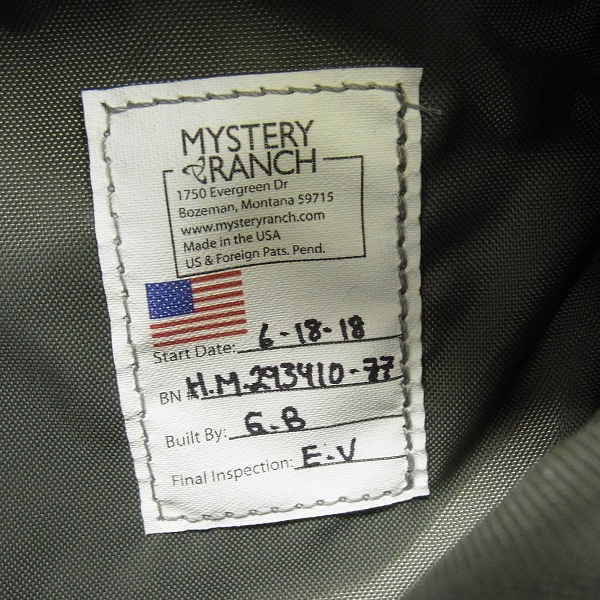 MYSTERY
RANCH
1750 Evergreen Dr
Bozeman, Montana 59715
www.mysteryranch.com
Made in the USA
US & Foreign Pats. Pend.
Start Date: 6-18-18
BN #H.M.293410-77
Built By: G.B
Final Inspection: E.V